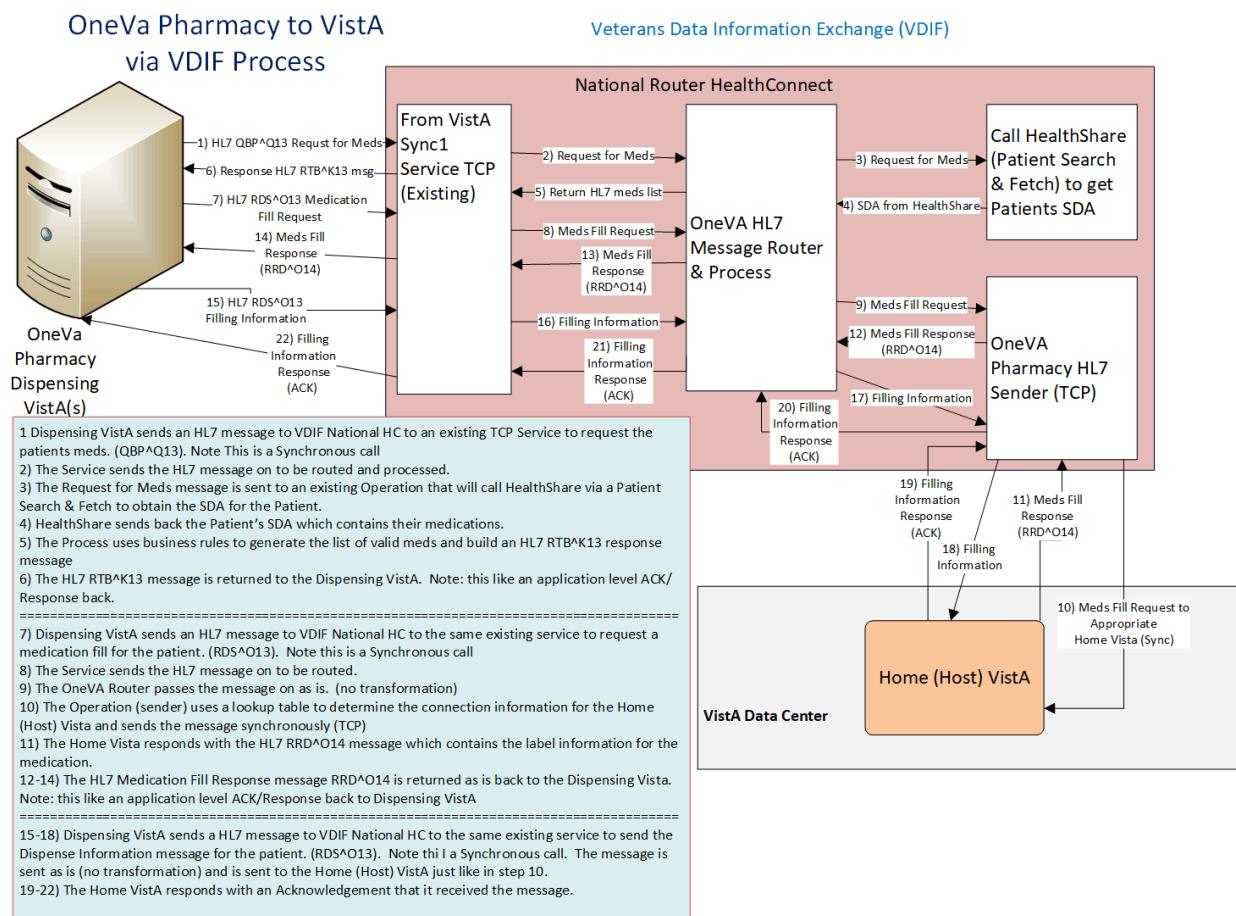 OneVa Pharmacy to VistA
via VDIF Process
Veterans Data Information Exchange (VDIF)
National Router HealthConnect
From VistA
Sync1
Service TCP
(Existing)
OneVA HL7
Message Router
& Process
Call HealthShare
(Patient Search
& Fetch) to get
Patients SDA
OneVA
Pharmacy HL7
Sender (TCP)
OneVa
Pharmacy
Dispensing
VistA(s)
1) HL7 QBP^Q13 Requst for Meds
6) Response HL7 RTB^K13 msg
7) HL7 RDS^O13 Medication
Fill Request
14) Meds Fill
Response
(RRD^O14)
15) HL7 RDS^O13
Filling Information
22) Filling
Information
Response
(ACK)
2) Request for Meds
5) Return HL7 meds list
8) Meds Fill Request
13) Meds Fill
Response
(RRD^O14)
16) Filling Information
21) Filling
Information
Response
(ACK)
3) Request for Meds
4) SDA from HealthShare
9) Meds Fill Request
12) Meds Fill Response
(RRD^O14)
17) Filling Information
20) Filling
Information
Response
(ACK)
19) Filling
Information
Response
(ACK)
11) Meds Fill
Response
(RRD^O14)
18) Filling
Information
10) Meds Fill Request to
Appropriate
Home Vista (Sync)
Home (Host) VistA
VistA Data Center
1 Dispensing VistA sends an HL7 message to VDIF National HC to an existing TCP Service to request the
patients meds. (QBP^Q13). Note This is a Synchronous call
2) The Service sends the HL7 message on to be routed and processed.
3) The Request for Meds message is sent to an existing Operation that will call HealthShare via a Patient
Search & Fetch to obtain the SDA for the Patient.
4) HealthShare sends back the Patient's SDA which contains their medications.
5) The Process uses business rules to generate the list of valid meds and build an HL7 RTB^K13 response
message
6) The HL7 RTB^K13 message is returned to the Dispensing VistA.  Note: this like an application level ACK/
Response back.
=====================================================================================
7) Dispensing VistA sends an HL7 message to VDIF National HC to the same existing service to request a
medication fill for the patient. (RDS^O13).  Note this is a Synchronous call
8) The Service sends the HL7 message on to be routed.
9) The OneVA Router passes the message on as is.  (no transformation)
10) The Operation (sender) uses a lookup table to determine the connection information for the Home
(Host) Vista and sends the message synchronously (TCP)
11) The Home Vista responds with the HL7 RRD^O14 message which contains the label information for the
medication.
12-14) The HL7 Medication Fill Response message RRD^O14 is returned as is back to the Dispensing Vista.
Note: this like an application level ACK/Response back to Dispensing VistA
=====================================================================================
15-18) Dispensing VistA sends a HL7 message to VDIF National HC to the same existing service to send the
Dispense Information message for the patient. (RDS^O13).  Note thi I a Synchronous call.  The message is
sent as is (no transformation) and is sent to the Home (Host) VistA just like in step 10.
19-22) The Home VistA responds with an Acknowledgement that it received the message.